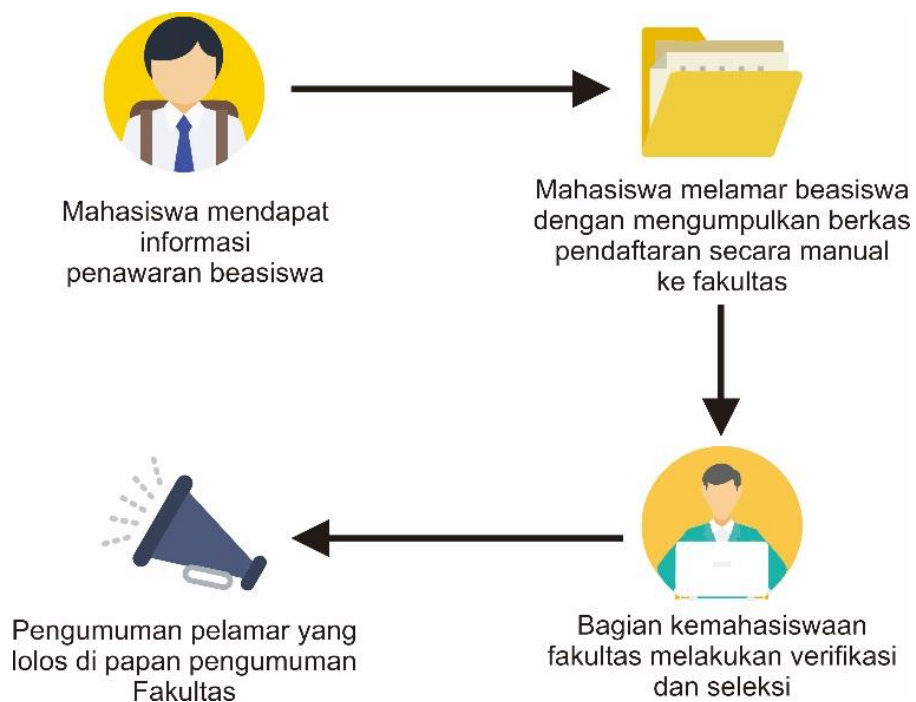 Mahasiswa mendapat
informasi
penawaran beasiswa
Mahasiswa melamar beasiswa
dengan mengumpulkan berkas
pendaftaran secara manual
ke fakultas
Bagian kemahasiswaan
fakultas melakukan verifikasi
dan seleksi
Pengumuman pelamar yang
lolos di papan pengumuman
Fakultas